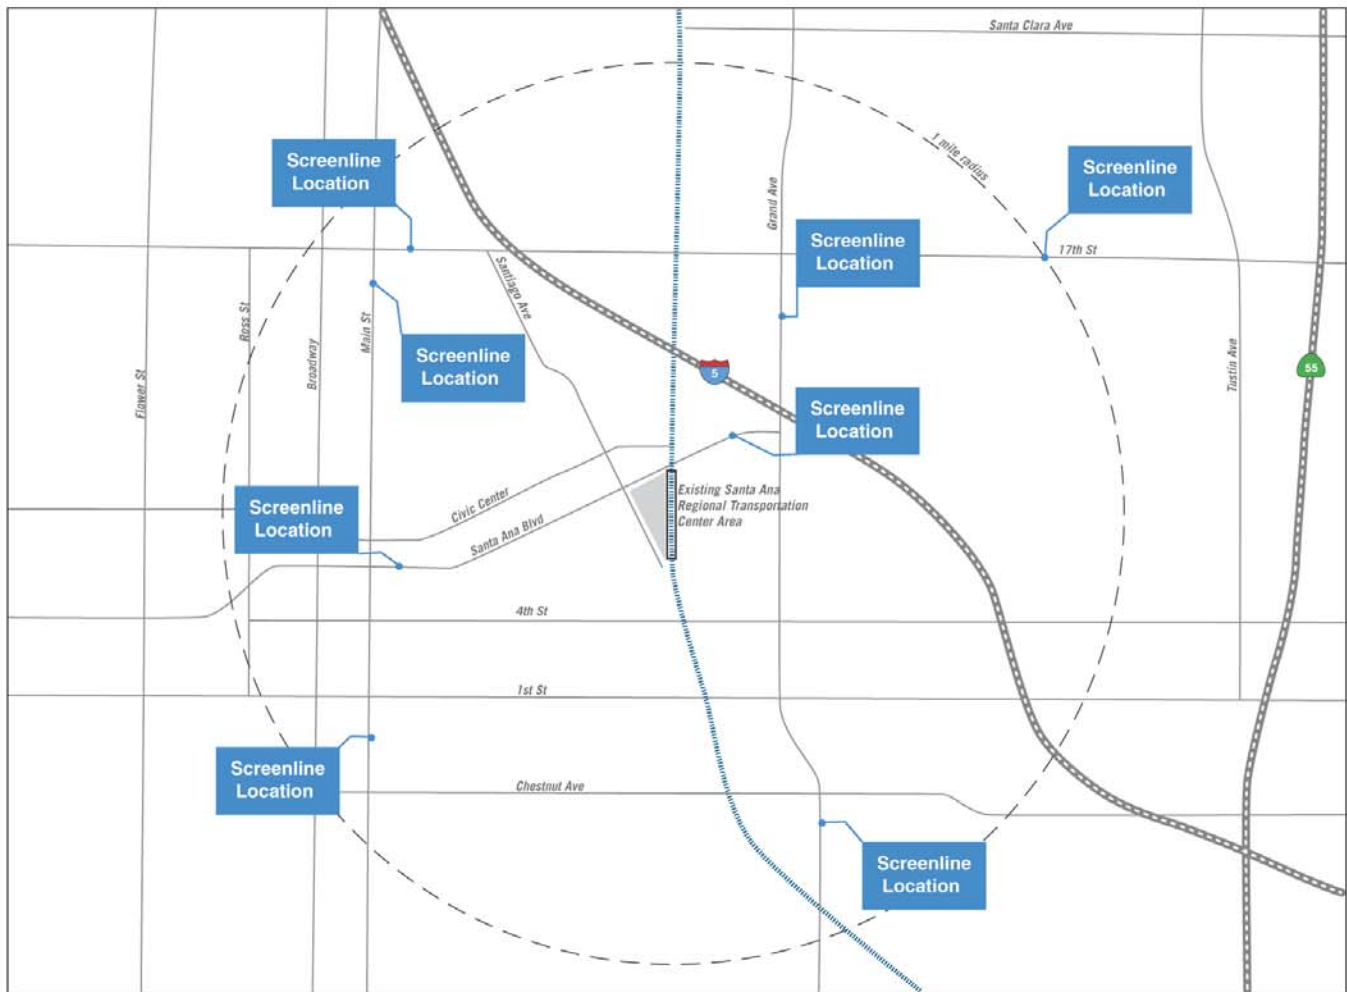 Santa Clara Ave
1 mile radius
Screenline
Location
Screenline
Location
Grand Ave
Screenline
Location
17th St
Santiago Ave
Ross St
Main St
Broadway
Flower St
Screenline
Location
5
Tustin Ave
55
Screenline
Location
Screenline
Location
Civic Center
Santa Ana Blvd
Existing Santa Ana
Regional Transportation
Center Area
4th St
1st St
Screenline
Location
Chestnut Ave
Screenline
Location